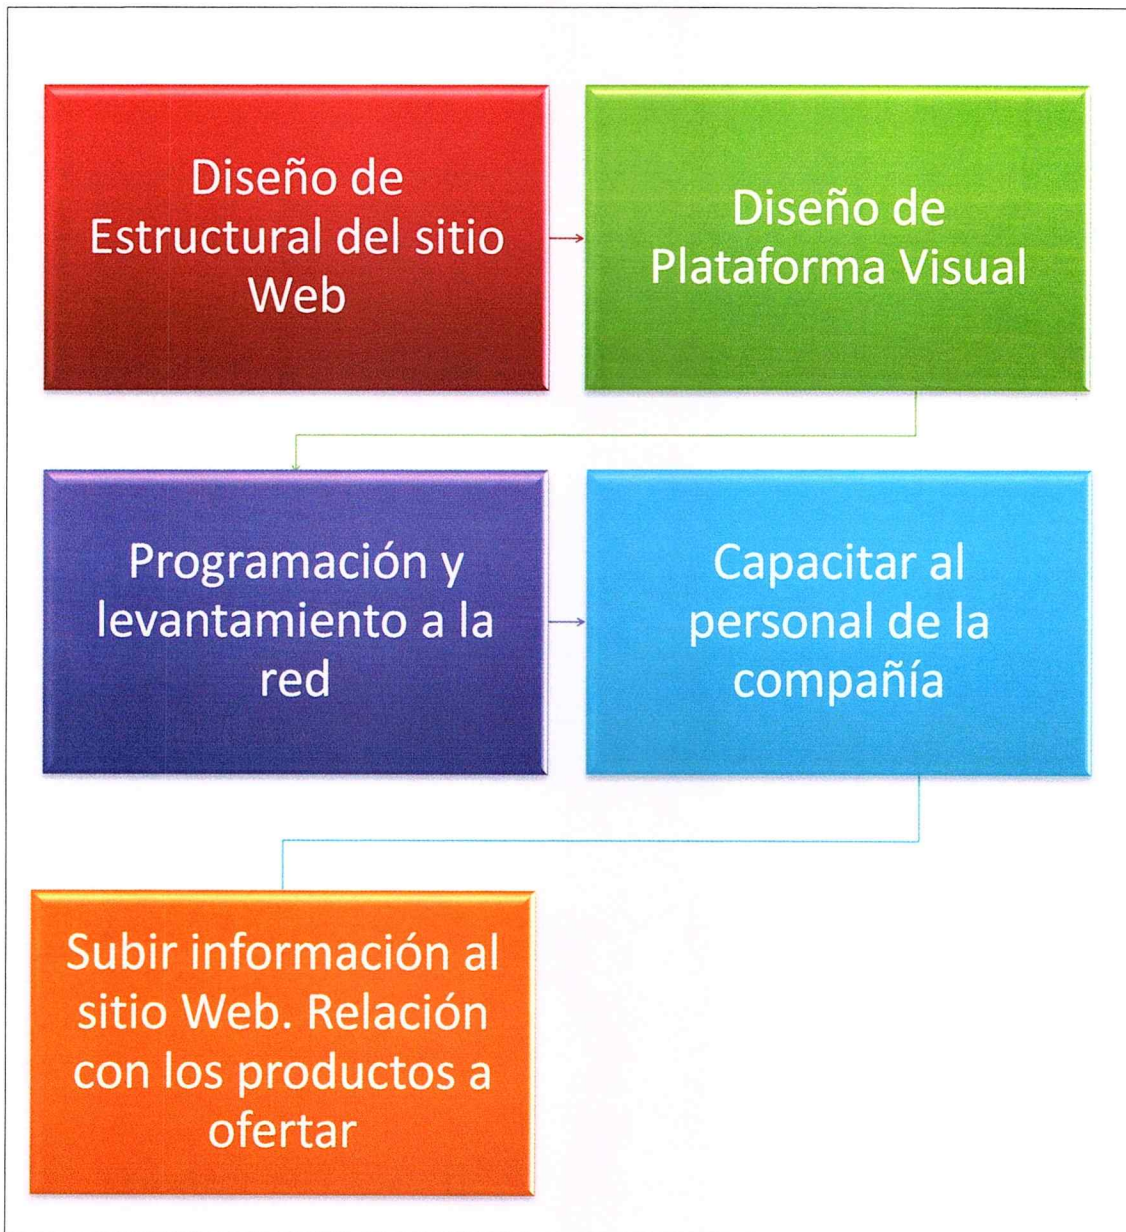 Diseño de
Estructural del sitio
Web
Diseño de
Plataforma Visual
Programación y
levantamiento a la
red
Capacitar al
personal de la
compañía
Subir información al
sitio Web. Relación
con los productos a
ofertar